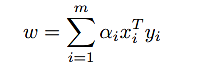 $w = \sum_{i=1}^{m} \alpha_i x_i^T y_i$